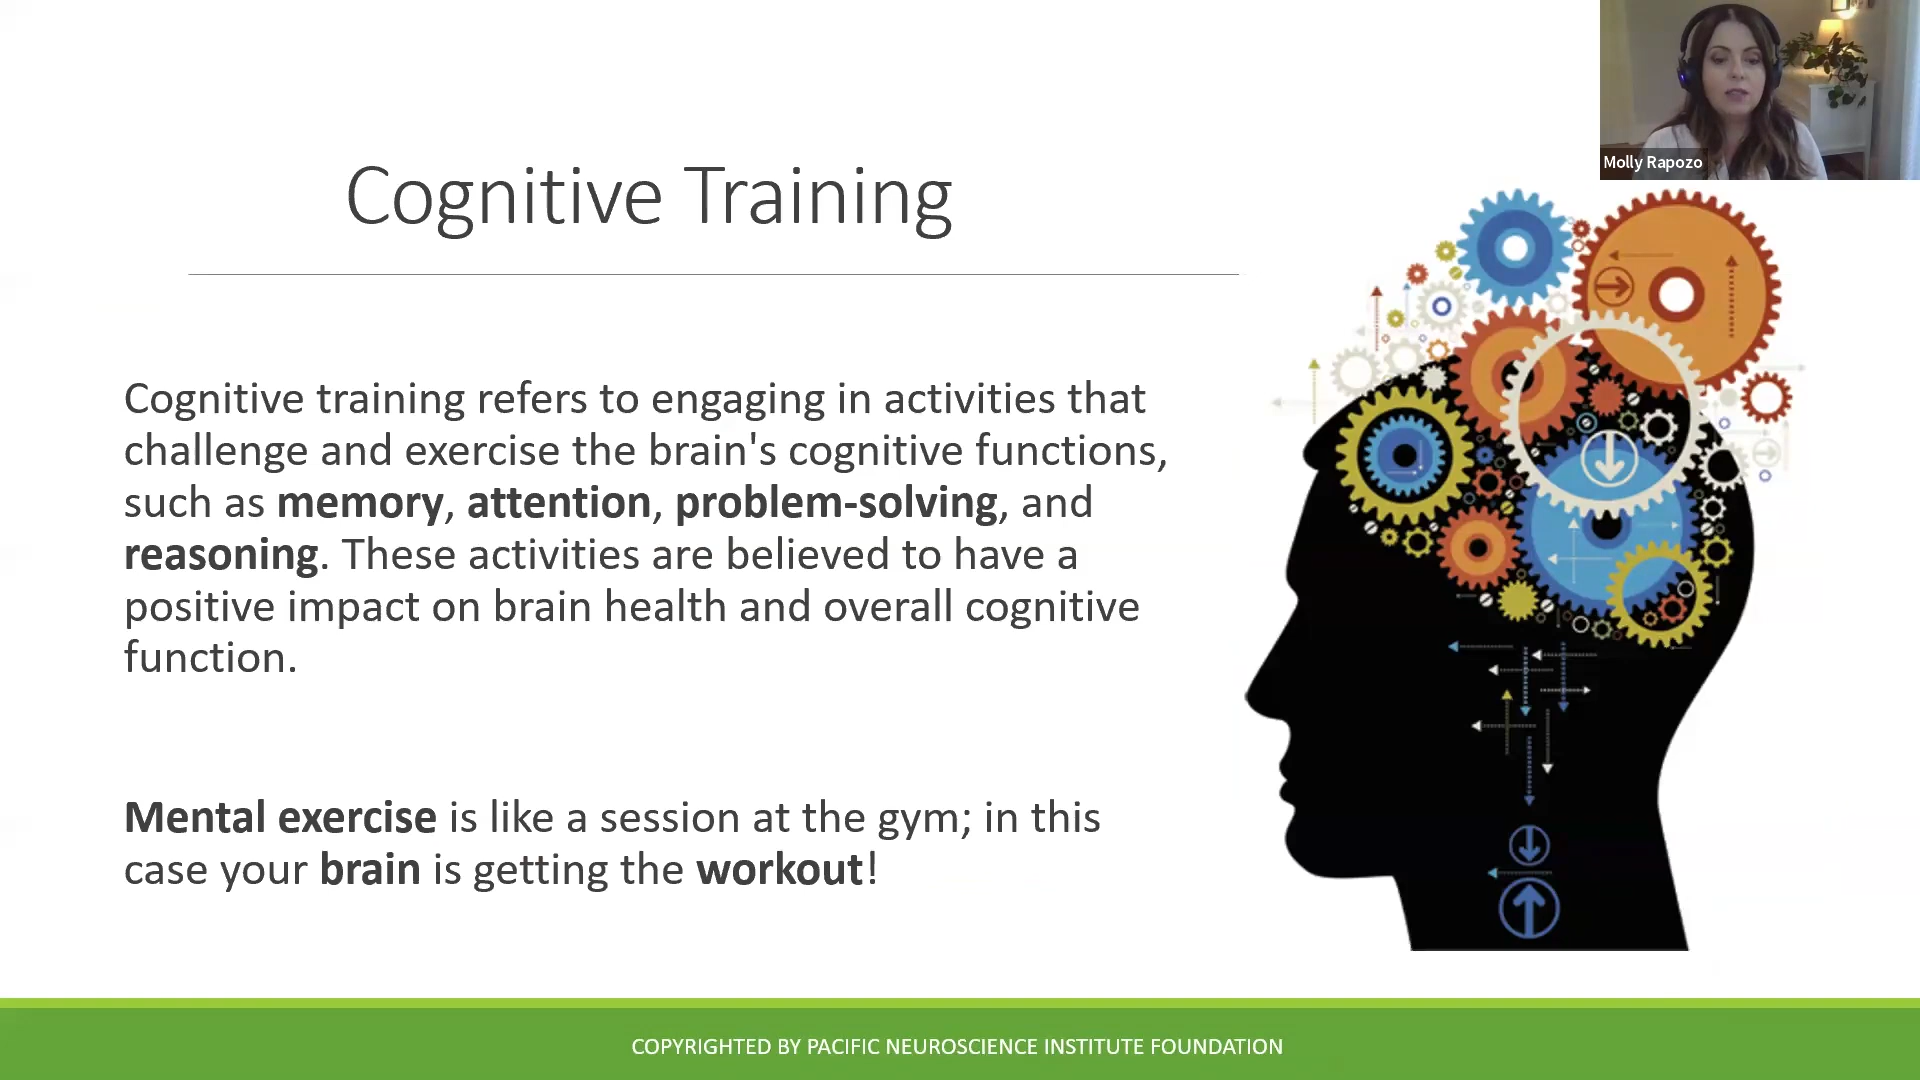 Molly Rapozo
Cognitive Training
Cognitive training refers to engaging in activities that
challenge and exercise the brain's cognitive functions,
such as memory, attention, problem-solving, and
reasoning. These activities are believed to have a
positive impact on brain health and overall cognitive
function.
Mental exercise is like a session at the gym; in this
case your brain is getting the workout!
COPYRIGHTED BY PACIFIC NEUROSCIENCE INSTITUTE FOUNDATION